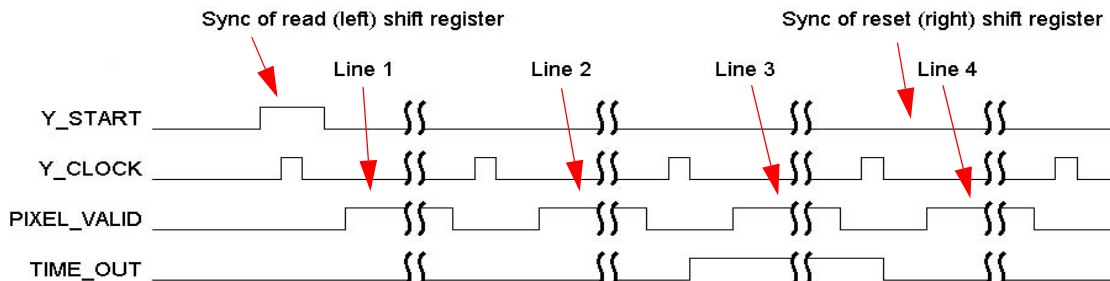 Sync of read (left) shift register
Sync of reset (right) shift register
Line 1
Line 2
Line 3
Line 4
Y_START
Y_CLOCK
PIXEL_VALID
TIME_OUT